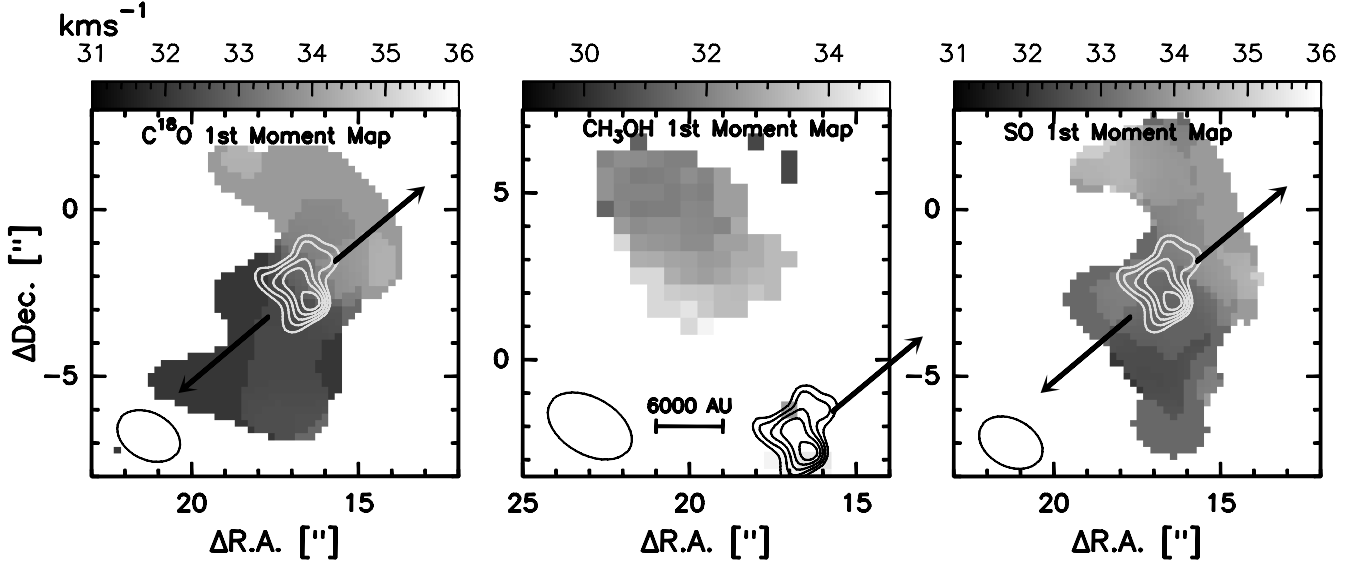 kms⁻¹
31 32 33 34 35 36
30 32 34
31 32 33 34 35 36
C¹⁸O 1st Moment Map
CH₃OH 1st Moment Map
SO 1st Moment Map
ΔDec. ["]
0
−5
5
0
0
−5
6000 AU
20 15
25 20 15
20 15
ΔR.A. ["]
ΔR.A. ["]
ΔR.A. ["]